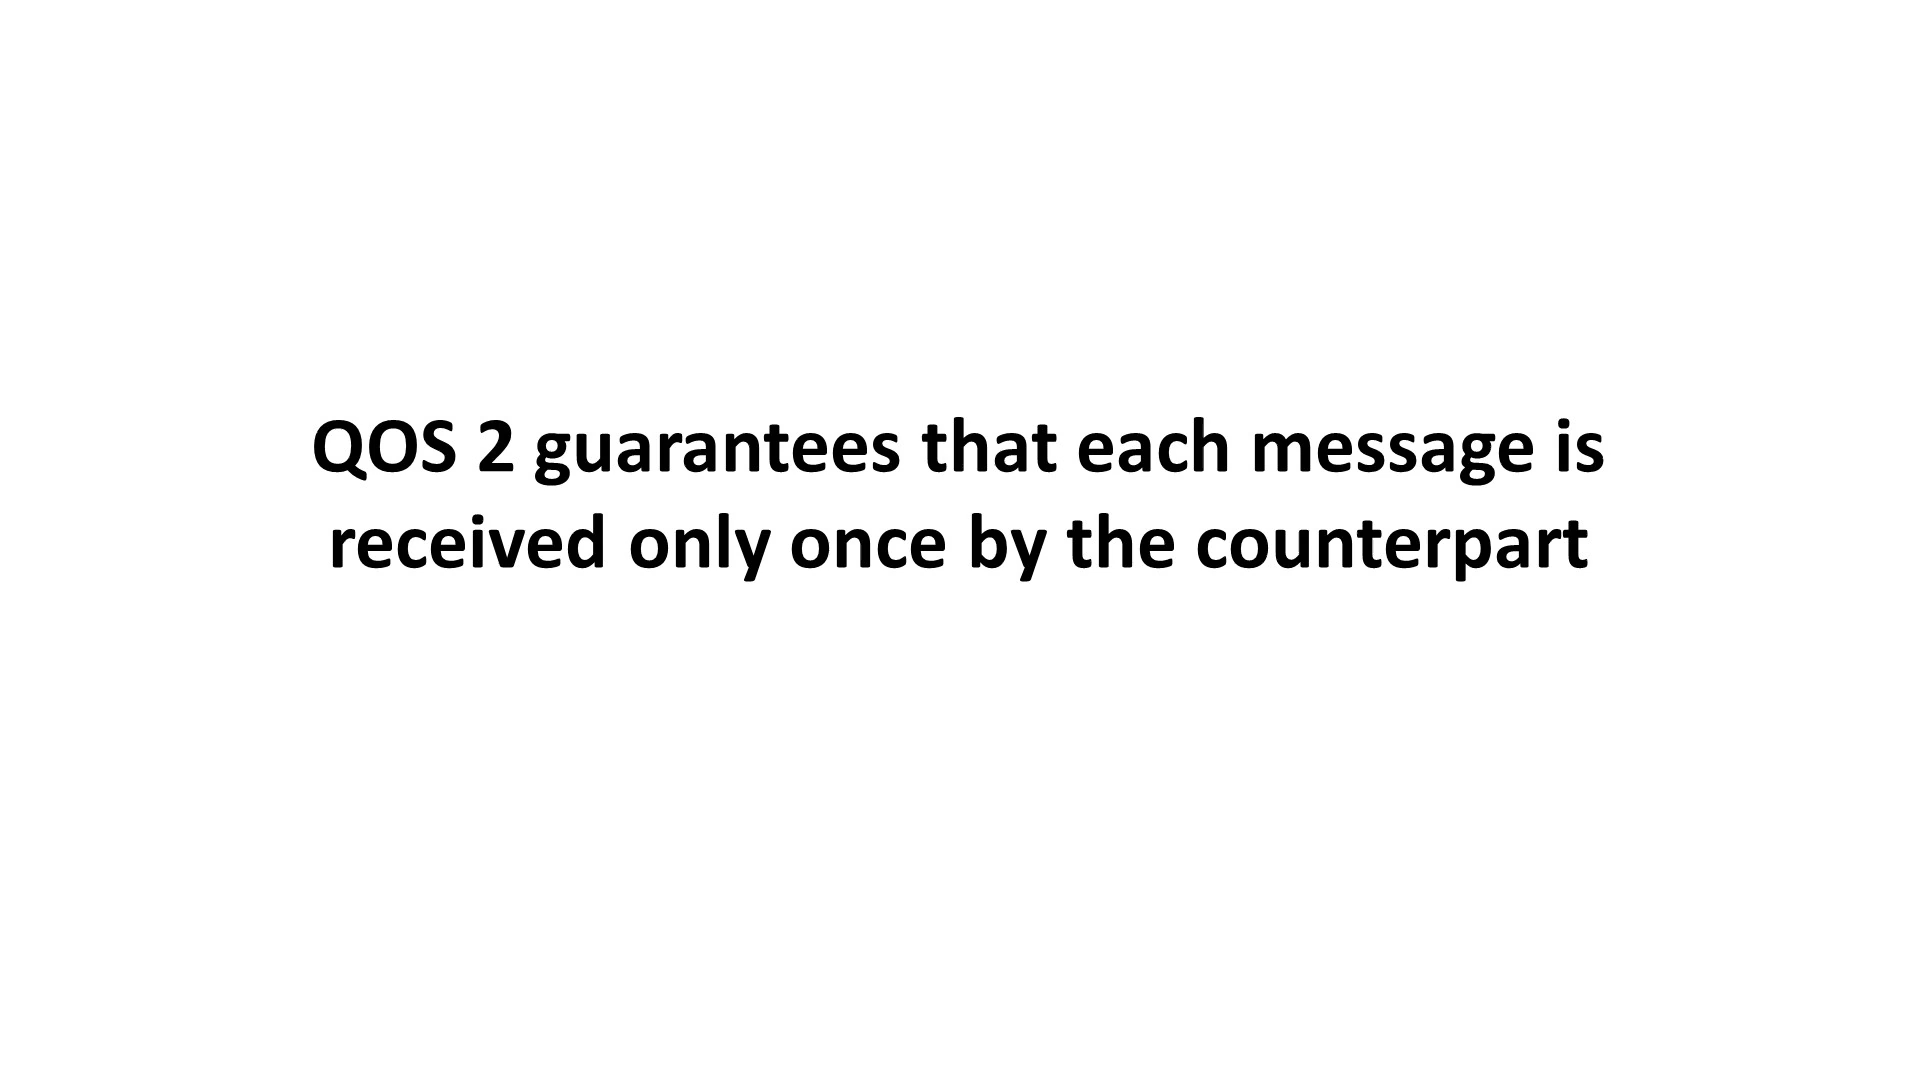 QOS 2 guarantees that each message is
received only once by the counterpart